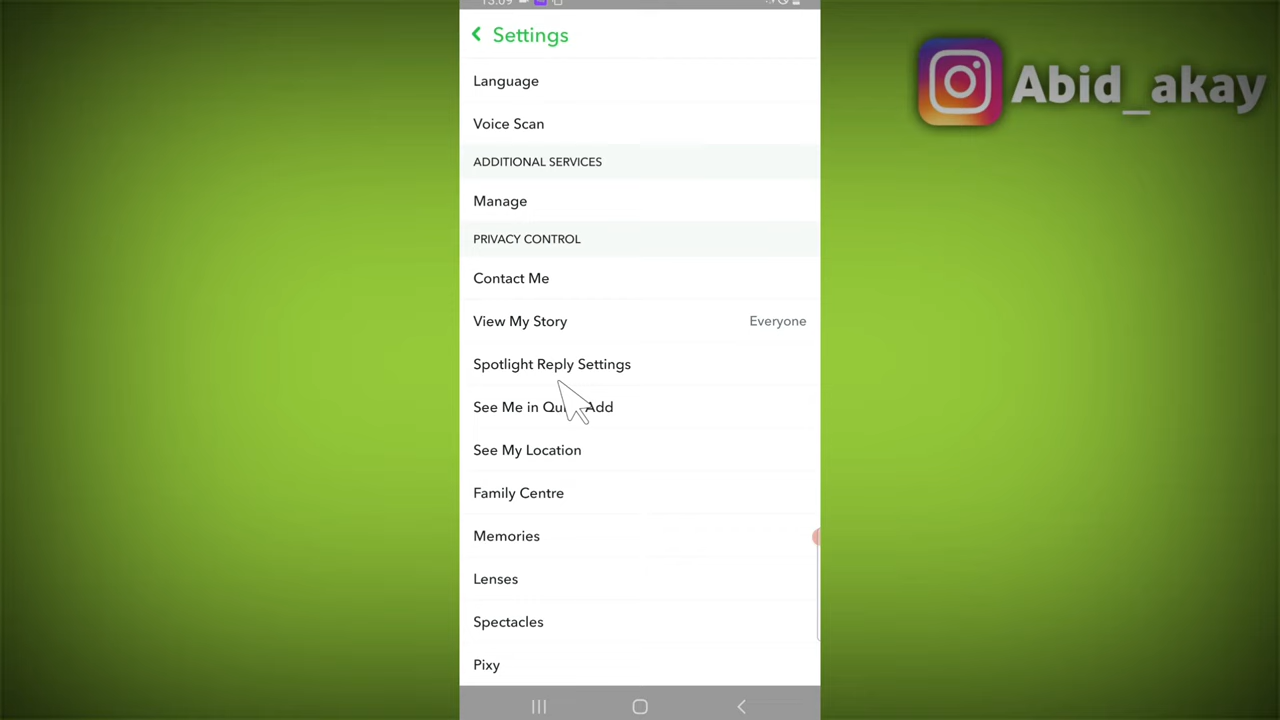 Settings
Abid_akay
Language
Voice Scan
ADDITIONAL SERVICES
Manage
PRIVACY CONTROL
Contact Me
View My Story Everyone
Spotlight Reply Settings
See Me in Quick Add
See My Location
Family Centre
Memories
Lenses
Spectacles
Pixy